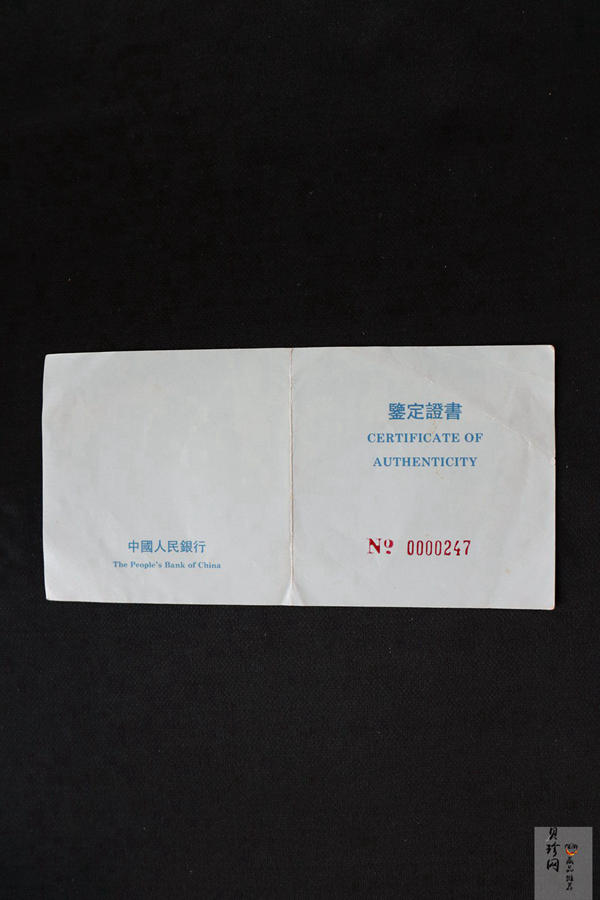 鑒定證書
CERTIFICATE OF
AUTHENTICITY
Nº 0000247
中國人民銀行
The People's Bank of China
贝珍网